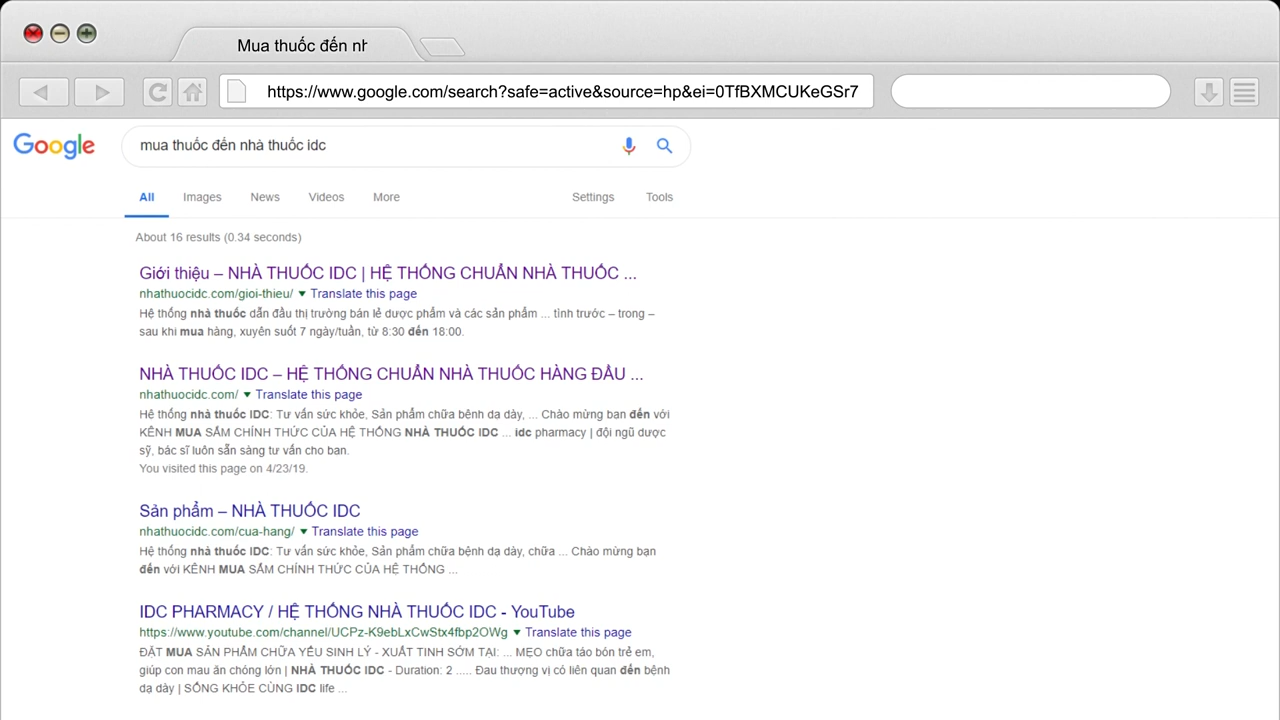 Mua thuốc đến nh
https://www.google.com/search?safe=active&source=hp&ei=0TfBXMCUKeGSr7
Google
mua thuốc đến nhà thuốc idc
All Images News Videos More Settings Tools
About 16 results (0.34 seconds)
Giới thiệu – NHÀ THUỐC IDC | HỆ THỐNG CHUẨN NHÀ THUỐC ...
nhathuocidc.com/gioi-thieu/ ▼ Translate this page
Hệ thống nhà thuốc dẫn đầu thị trường bán lẻ dược phẩm và các sản phẩm ... tình trước – trong –
sau khi mua hàng, xuyên suốt 7 ngày/tuần, từ 8:30 đến 18:00.
NHÀ THUỐC IDC – HỆ THỐNG CHUẨN NHÀ THUỐC HÀNG ĐẦU ...
nhathuocidc.com/ ▼ Translate this page
Hệ thống nhà thuốc IDC: Tư vấn sức khỏe, Sản phẩm chữa bệnh dạ dày, ... Chào mừng bạn đến với
KÊNH MUA SẮM CHÍNH THỨC CỦA HỆ THỐNG NHÀ THUỐC IDC ... idc pharmacy | đội ngũ dược
sỹ, bác sĩ luôn sẵn sàng tư vấn cho bạn.
You visited this page on 4/23/19.
Sản phẩm – NHÀ THUỐC IDC
nhathuocidc.com/cua-hang/ ▼ Translate this page
Hệ thống nhà thuốc IDC: Tư vấn sức khỏe, Sản phẩm chữa bệnh dạ dày, chữa ... Chào mừng bạn
đến với KÊNH MUA SẮM CHÍNH THỨC CỦA HỆ THỐNG ...
IDC PHARMACY / HỆ THỐNG NHÀ THUỐC IDC - YouTube
https://www.youtube.com/channel/UCPz-K9ebLxCwStx4fbp2OWg ▼ Translate this page
ĐẶT MUA SẢN PHẨM CHỮA YẾU SINH LÝ - XUẤT TINH SỚM TẠI: ... MẸO chữa táo bón trẻ em,
giúp con mau ăn chóng lớn | NHÀ THUỐC IDC - Duration: 2 ..... Đau thượng vị có liên quan đến bệnh
dạ dày | SỐNG KHỎE CÙNG IDC life ...